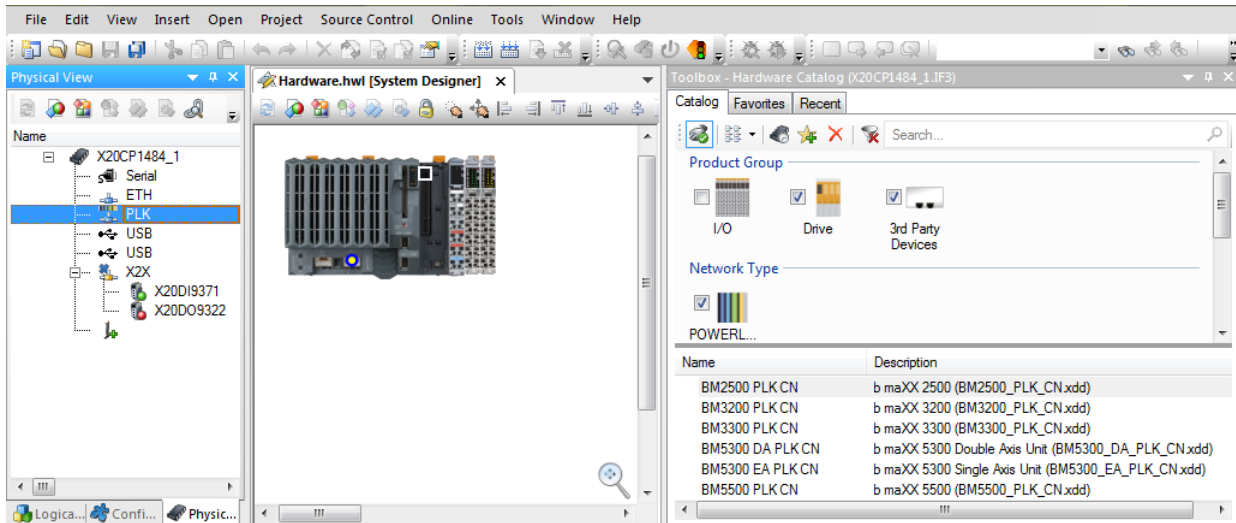 File Edit View Insert Open Project Source Control Online Tools Window Help
Physical View
Name
X20CP1484_1
Serial
ETH
PLK
USB
USB
X2X
X20DI9371
X20DO9322
Logica... Confi... Physic...
Hardware.hwl [System Designer]
Toolbox - Hardware Catalog (X20CP1484_1.IF3)
Catalog Favorites Recent
Search...
Product Group
I/O Drive 3rd Party
Devices
Network Type
POWERL...
Name Description
BM2500 PLK CN b maXX 2500 (BM2500_PLK_CN.xdd)
BM3200 PLK CN b maXX 3200 (BM3200_PLK_CN.xdd)
BM3300 PLK CN b maXX 3300 (BM3300_PLK_CN.xdd)
BM5300 DA PLK CN b maXX 5300 Double Axis Unit (BM5300_DA_PLK_CN.xdd)
BM5300 EA PLK CN b maXX 5300 Single Axis Unit (BM5300_EA_PLK_CN.xdd)
BM5500 PLK CN b maXX 5500 (BM5500_PLK_CN.xdd)